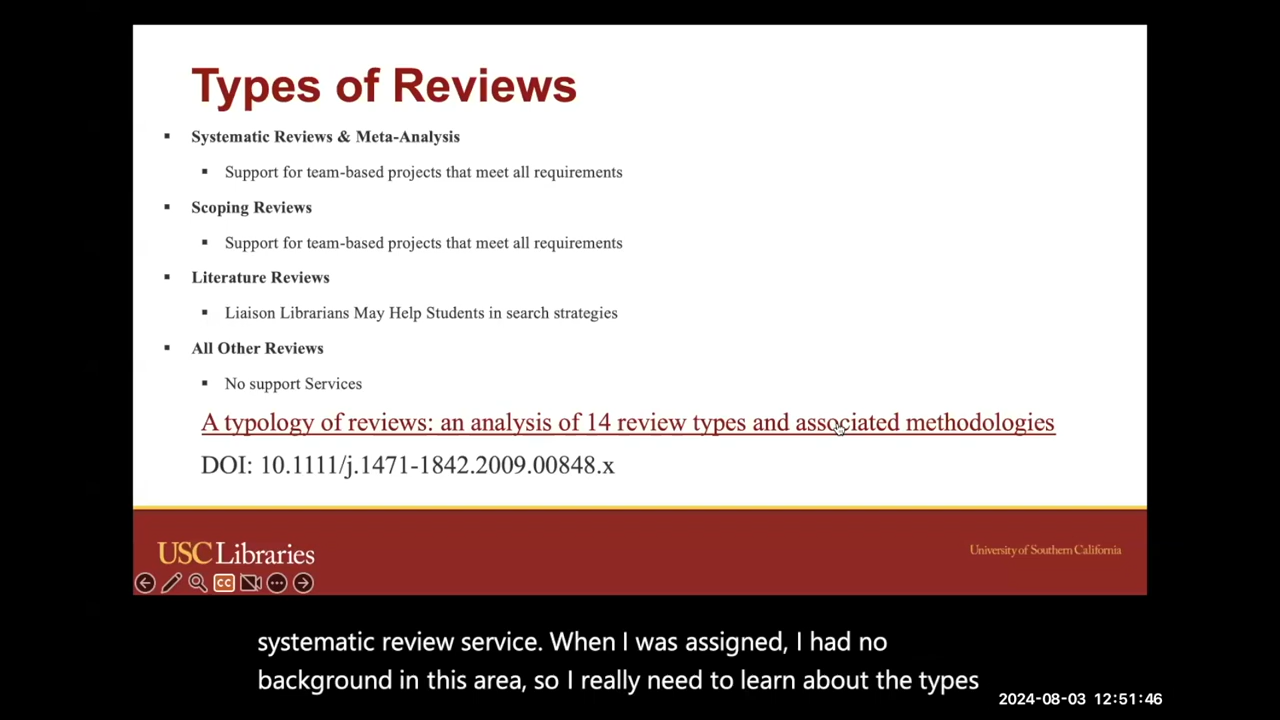 Types of Reviews
▪ Systematic Reviews & Meta-Analysis
▪ Support for team-based projects that meet all requirements
▪ Scoping Reviews
▪ Support for team-based projects that meet all requirements
▪ Literature Reviews
▪ Liaison Librarians May Help Students in search strategies
▪ All Other Reviews
▪ No support Services
A typology of reviews: an analysis of 14 review types and associated methodologies
DOI: 10.1111/j.1471-1842.2009.00848.x
USC Libraries
University of Southern California
CC
systematic review service. When I was assigned, I had no
background in this area, so I really need to learn about the types
2024-08-03 12:51:46